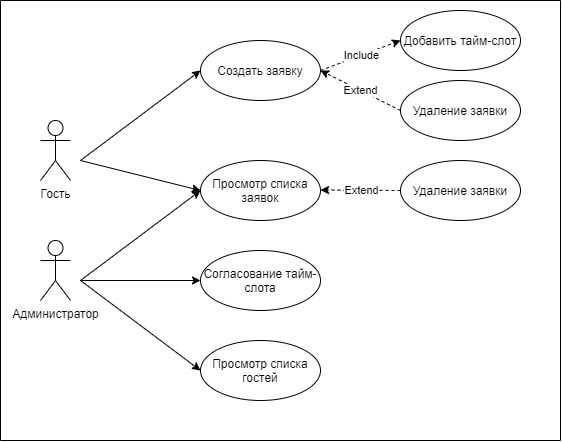 Добавить тайм-слот
Include
Создать заявку
Extend
Удаление заявки
Гость
Просмотр списка
заявок
Extend
Удаление заявки
Администратор
Согласование тайм-
слота
Просмотр списка
гостей